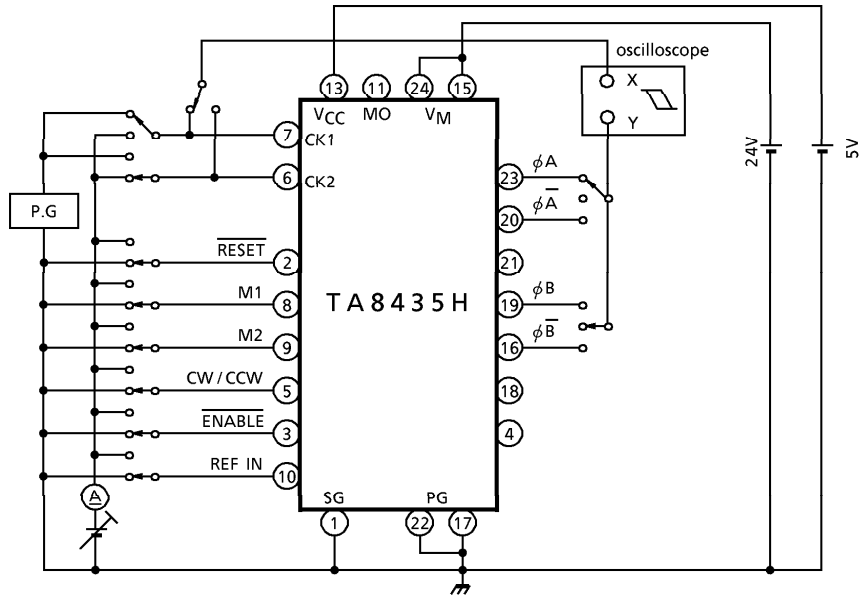 oscilloscope
X
Y
13 11 24 15
VCC MO VM
7 CK1
6 CK2
P.G
24V
5V
23 φA
20 φA̅
R̅E̅S̅E̅T̅ 2
21
M1 8
TA8435H
19 φB
M2 9
16 φB̅
CW / CCW 5
18
E̅N̅A̅B̅L̅E̅ 3
4
REF IN 10
A
SG PG
1 22 17